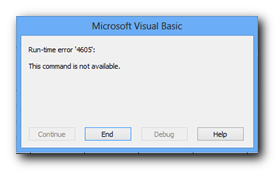 Microsoft Visual Basic
Run-time error '4605':
This command is not available.
Continue End Debug Help